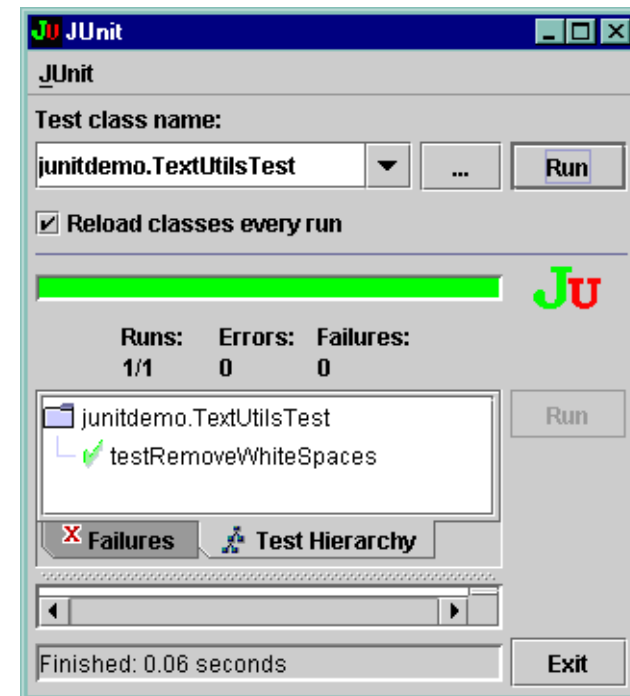 JU JUnit
JUnit
Test class name:
junitdemo.TextUtilsTest ... Run
Reload classes every run
JU
Runs: Errors: Failures:
1/1 0 0
junitdemo.TextUtilsTest Run
testRemoveWhiteSpaces
X Failures Test Hierarchy
Finished: 0.06 seconds Exit